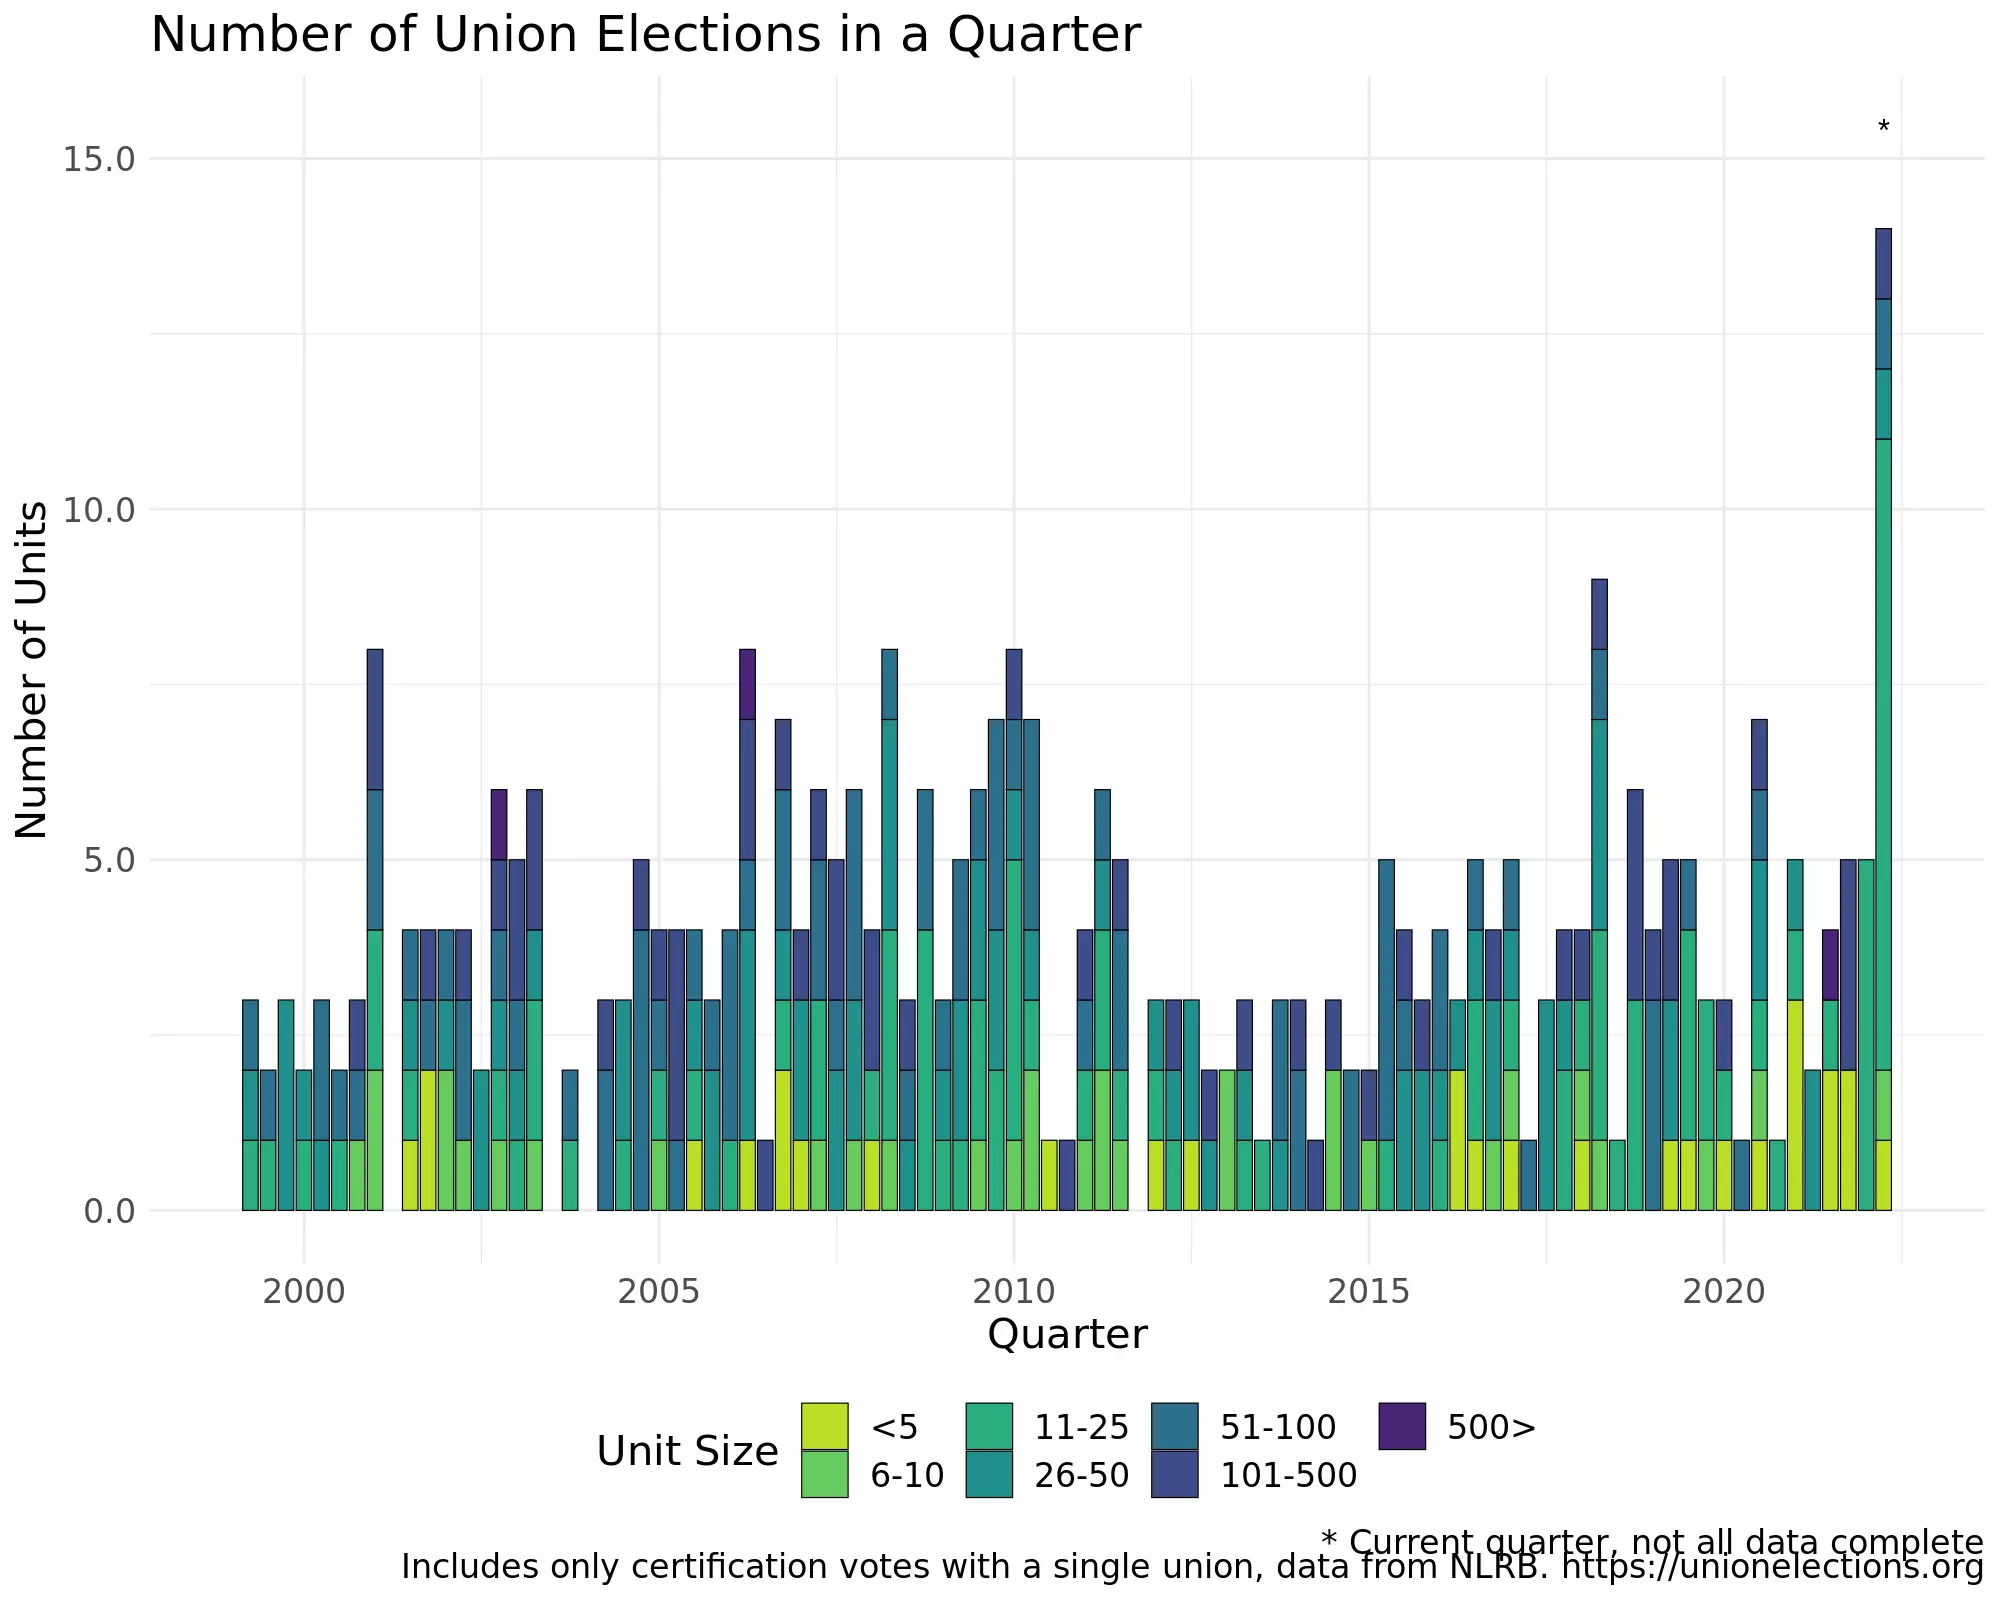 Number of Union Elections in a Quarter
*
15.0
10.0
5.0
0.0
Number of Units
2000 2005 2010 2015 2020
Quarter
Unit Size
<5 11-25 51-100 500>
6-10 26-50 101-500
* Current quarter, not all data complete
Includes only certification votes with a single union, data from NLRB. https://unionelections.org